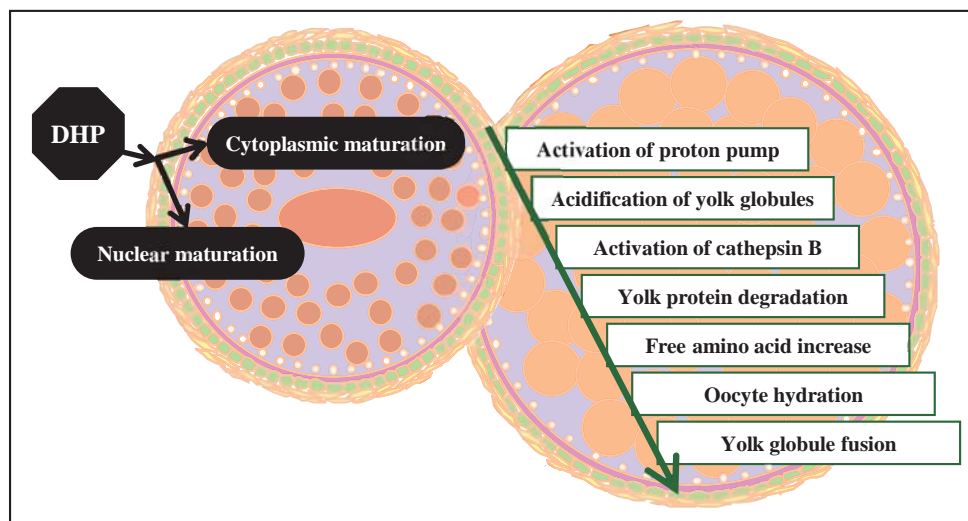 DHP
Cytoplasmic maturation
Nuclear maturation
Activation of proton pump
Acidification of yolk globules
Activation of cathepsin B
Yolk protein degradation
Free amino acid increase
Oocyte hydration
Yolk globule fusion